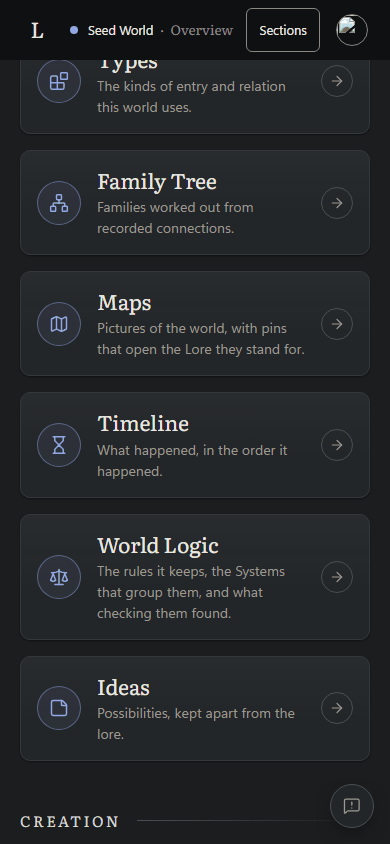 L
Seed World · Overview
Sections
Types
The kinds of entry and relation
this world uses.
Family Tree
Families worked out from
recorded connections.
Maps
Pictures of the world, with pins
that open the Lore they stand for.
Timeline
What happened, in the order it
happened.
World Logic
The rules it keeps, the Systems
that group them, and what
checking them found.
Ideas
Possibilities, kept apart from the
lore.
CREATION